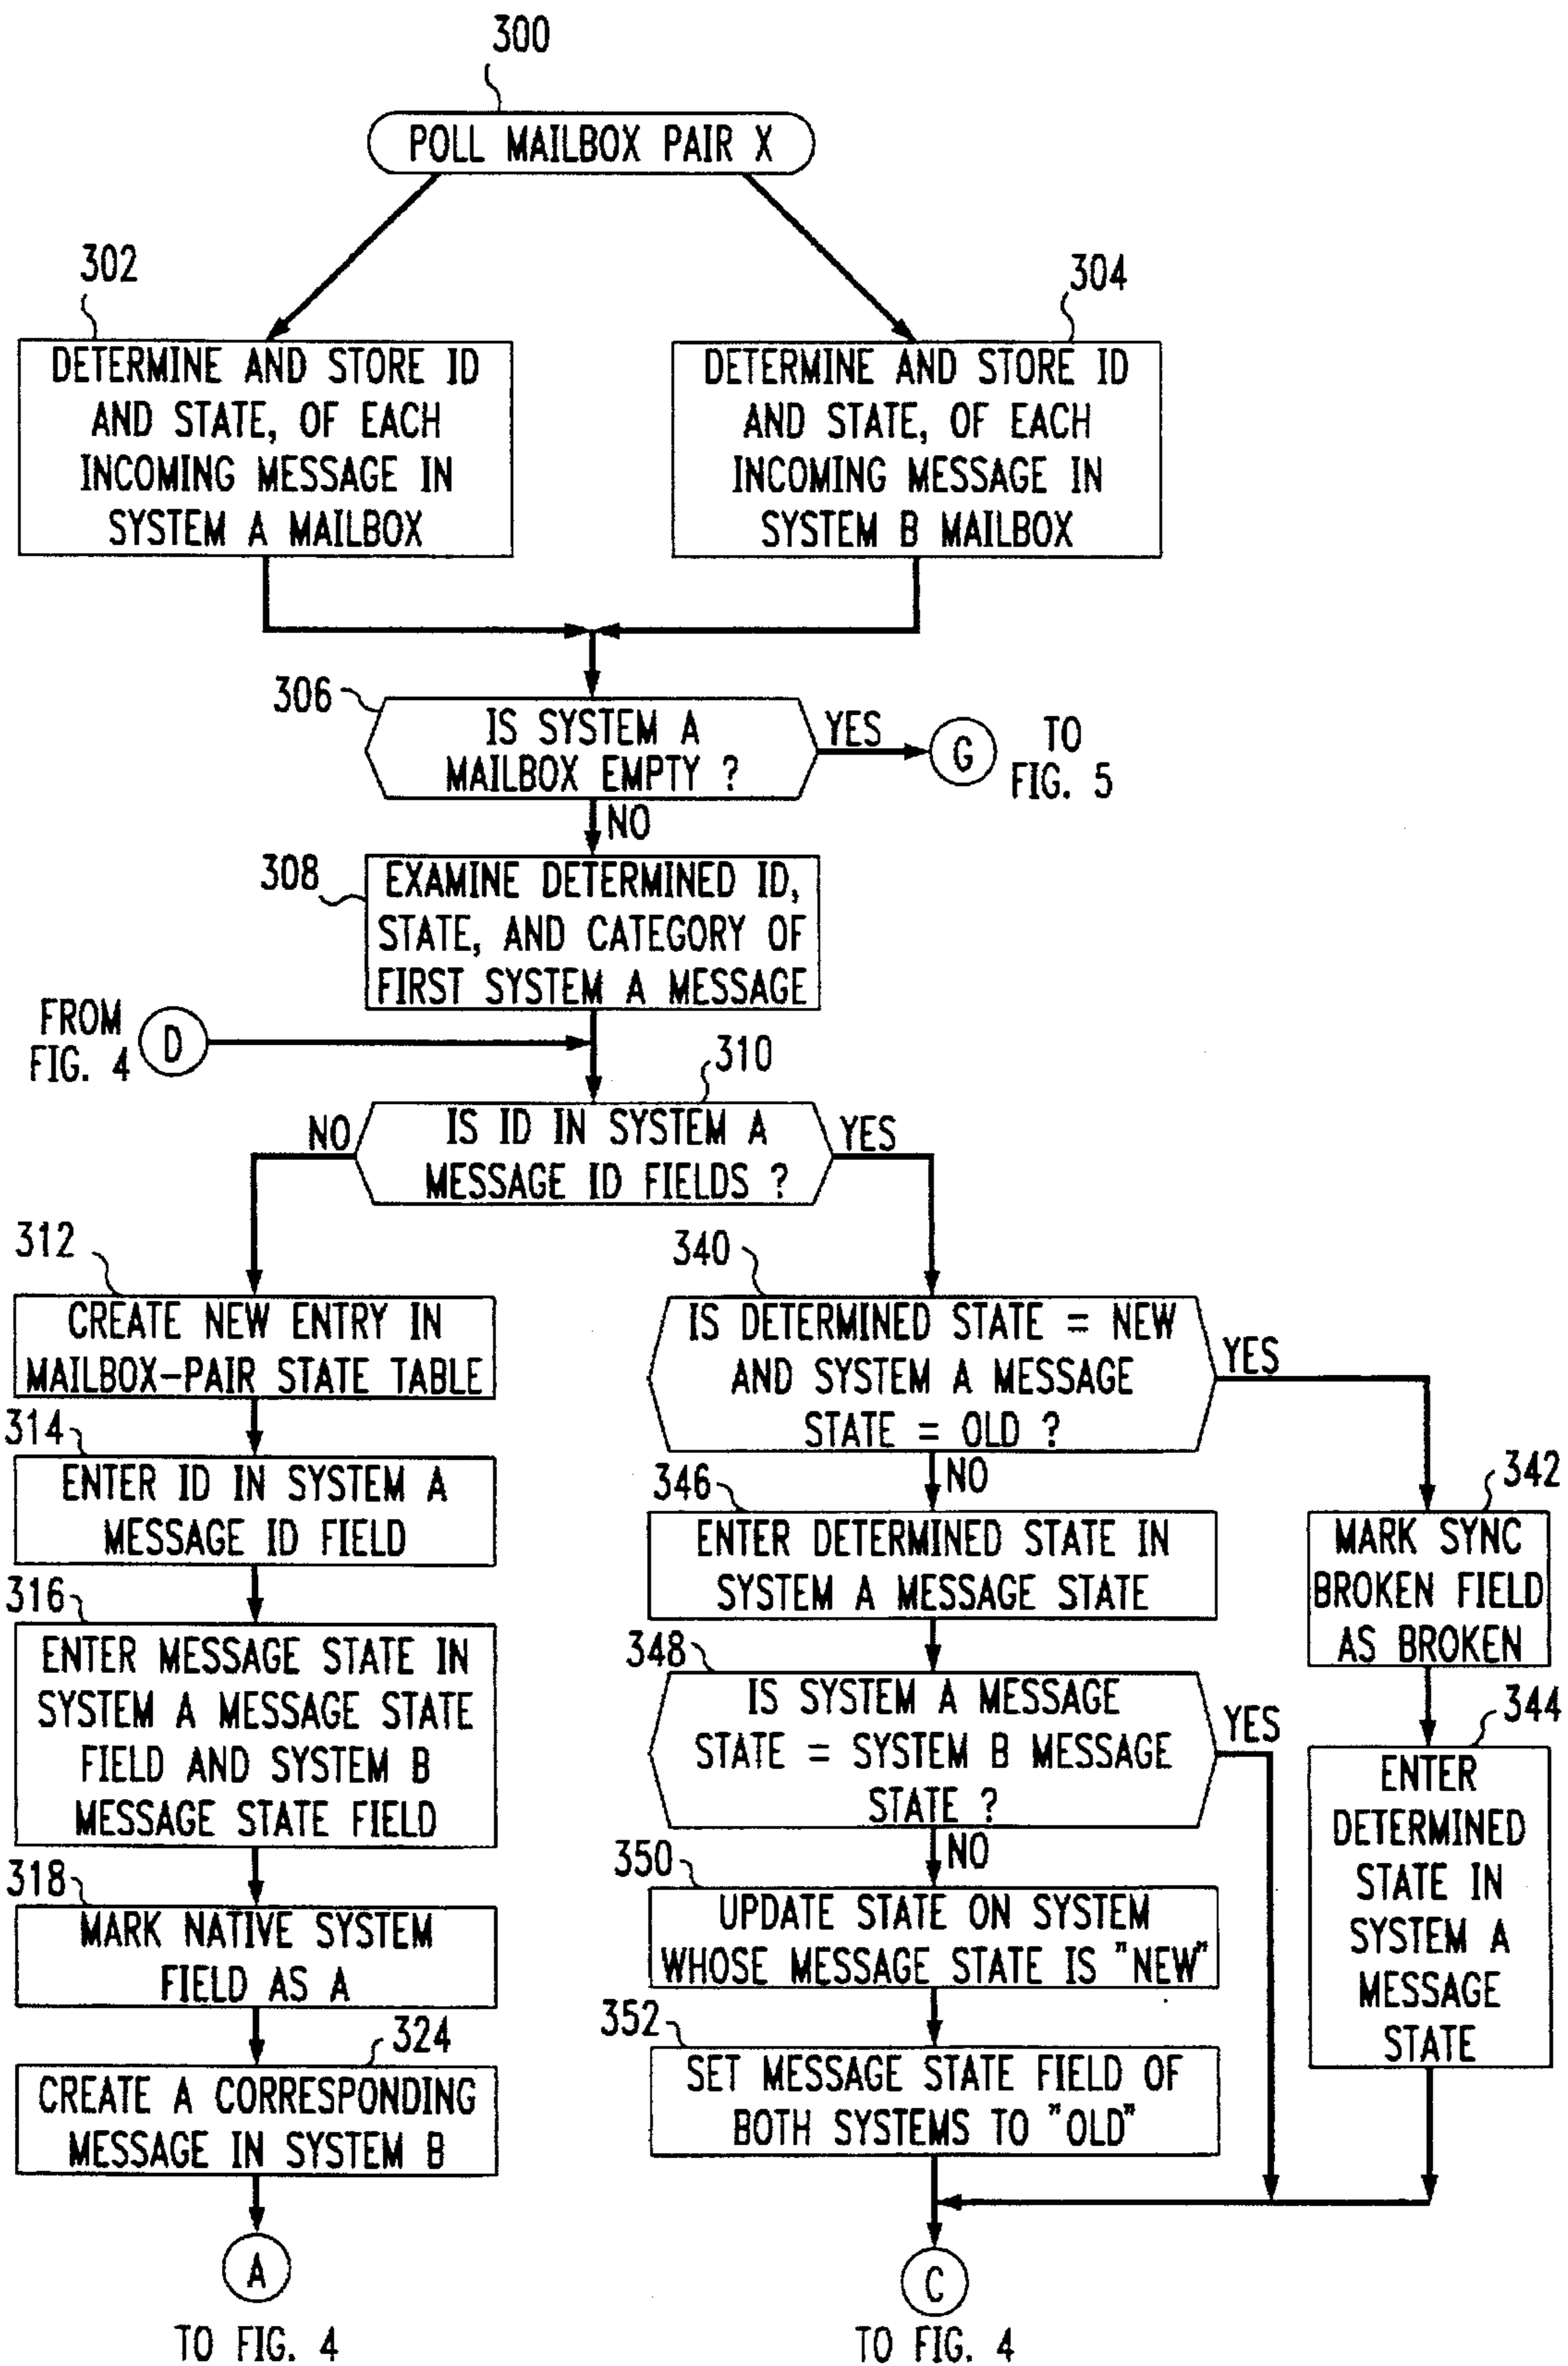 300
POLL MAILBOX PAIR X
302
304
DETERMINE AND STORE ID
AND STATE, OF EACH
INCOMING MESSAGE IN
SYSTEM A MAILBOX
DETERMINE AND STORE ID
AND STATE, OF EACH
INCOMING MESSAGE IN
SYSTEM B MAILBOX
306
IS SYSTEM A
MAILBOX EMPTY ?
YES
G
TO
FIG. 5
NO
308
EXAMINE DETERMINED ID,
STATE, AND CATEGORY OF
FIRST SYSTEM A MESSAGE
FROM
FIG. 4
D
310
NO
IS ID IN SYSTEM A
MESSAGE ID FIELDS ?
YES
312
CREATE NEW ENTRY IN
MAILBOX-PAIR STATE TABLE
314
ENTER ID IN SYSTEM A
MESSAGE ID FIELD
316
ENTER MESSAGE STATE IN
SYSTEM A MESSAGE STATE
FIELD AND SYSTEM B
MESSAGE STATE FIELD
318
MARK NATIVE SYSTEM
FIELD AS A
324
CREATE A CORRESPONDING
MESSAGE IN SYSTEM B
A
TO FIG. 4
340
IS DETERMINED STATE = NEW
AND SYSTEM A MESSAGE
STATE = OLD ?
YES
NO
342
MARK SYNC
BROKEN FIELD
AS BROKEN
344
ENTER
DETERMINED
STATE IN
SYSTEM A
MESSAGE
STATE
346
ENTER DETERMINED STATE IN
SYSTEM A MESSAGE STATE
348
IS SYSTEM A MESSAGE
STATE = SYSTEM B MESSAGE
STATE ?
YES
NO
350
UPDATE STATE ON SYSTEM
WHOSE MESSAGE STATE IS "NEW"
352
SET MESSAGE STATE FIELD OF
BOTH SYSTEMS TO "OLD"
C
TO FIG. 4